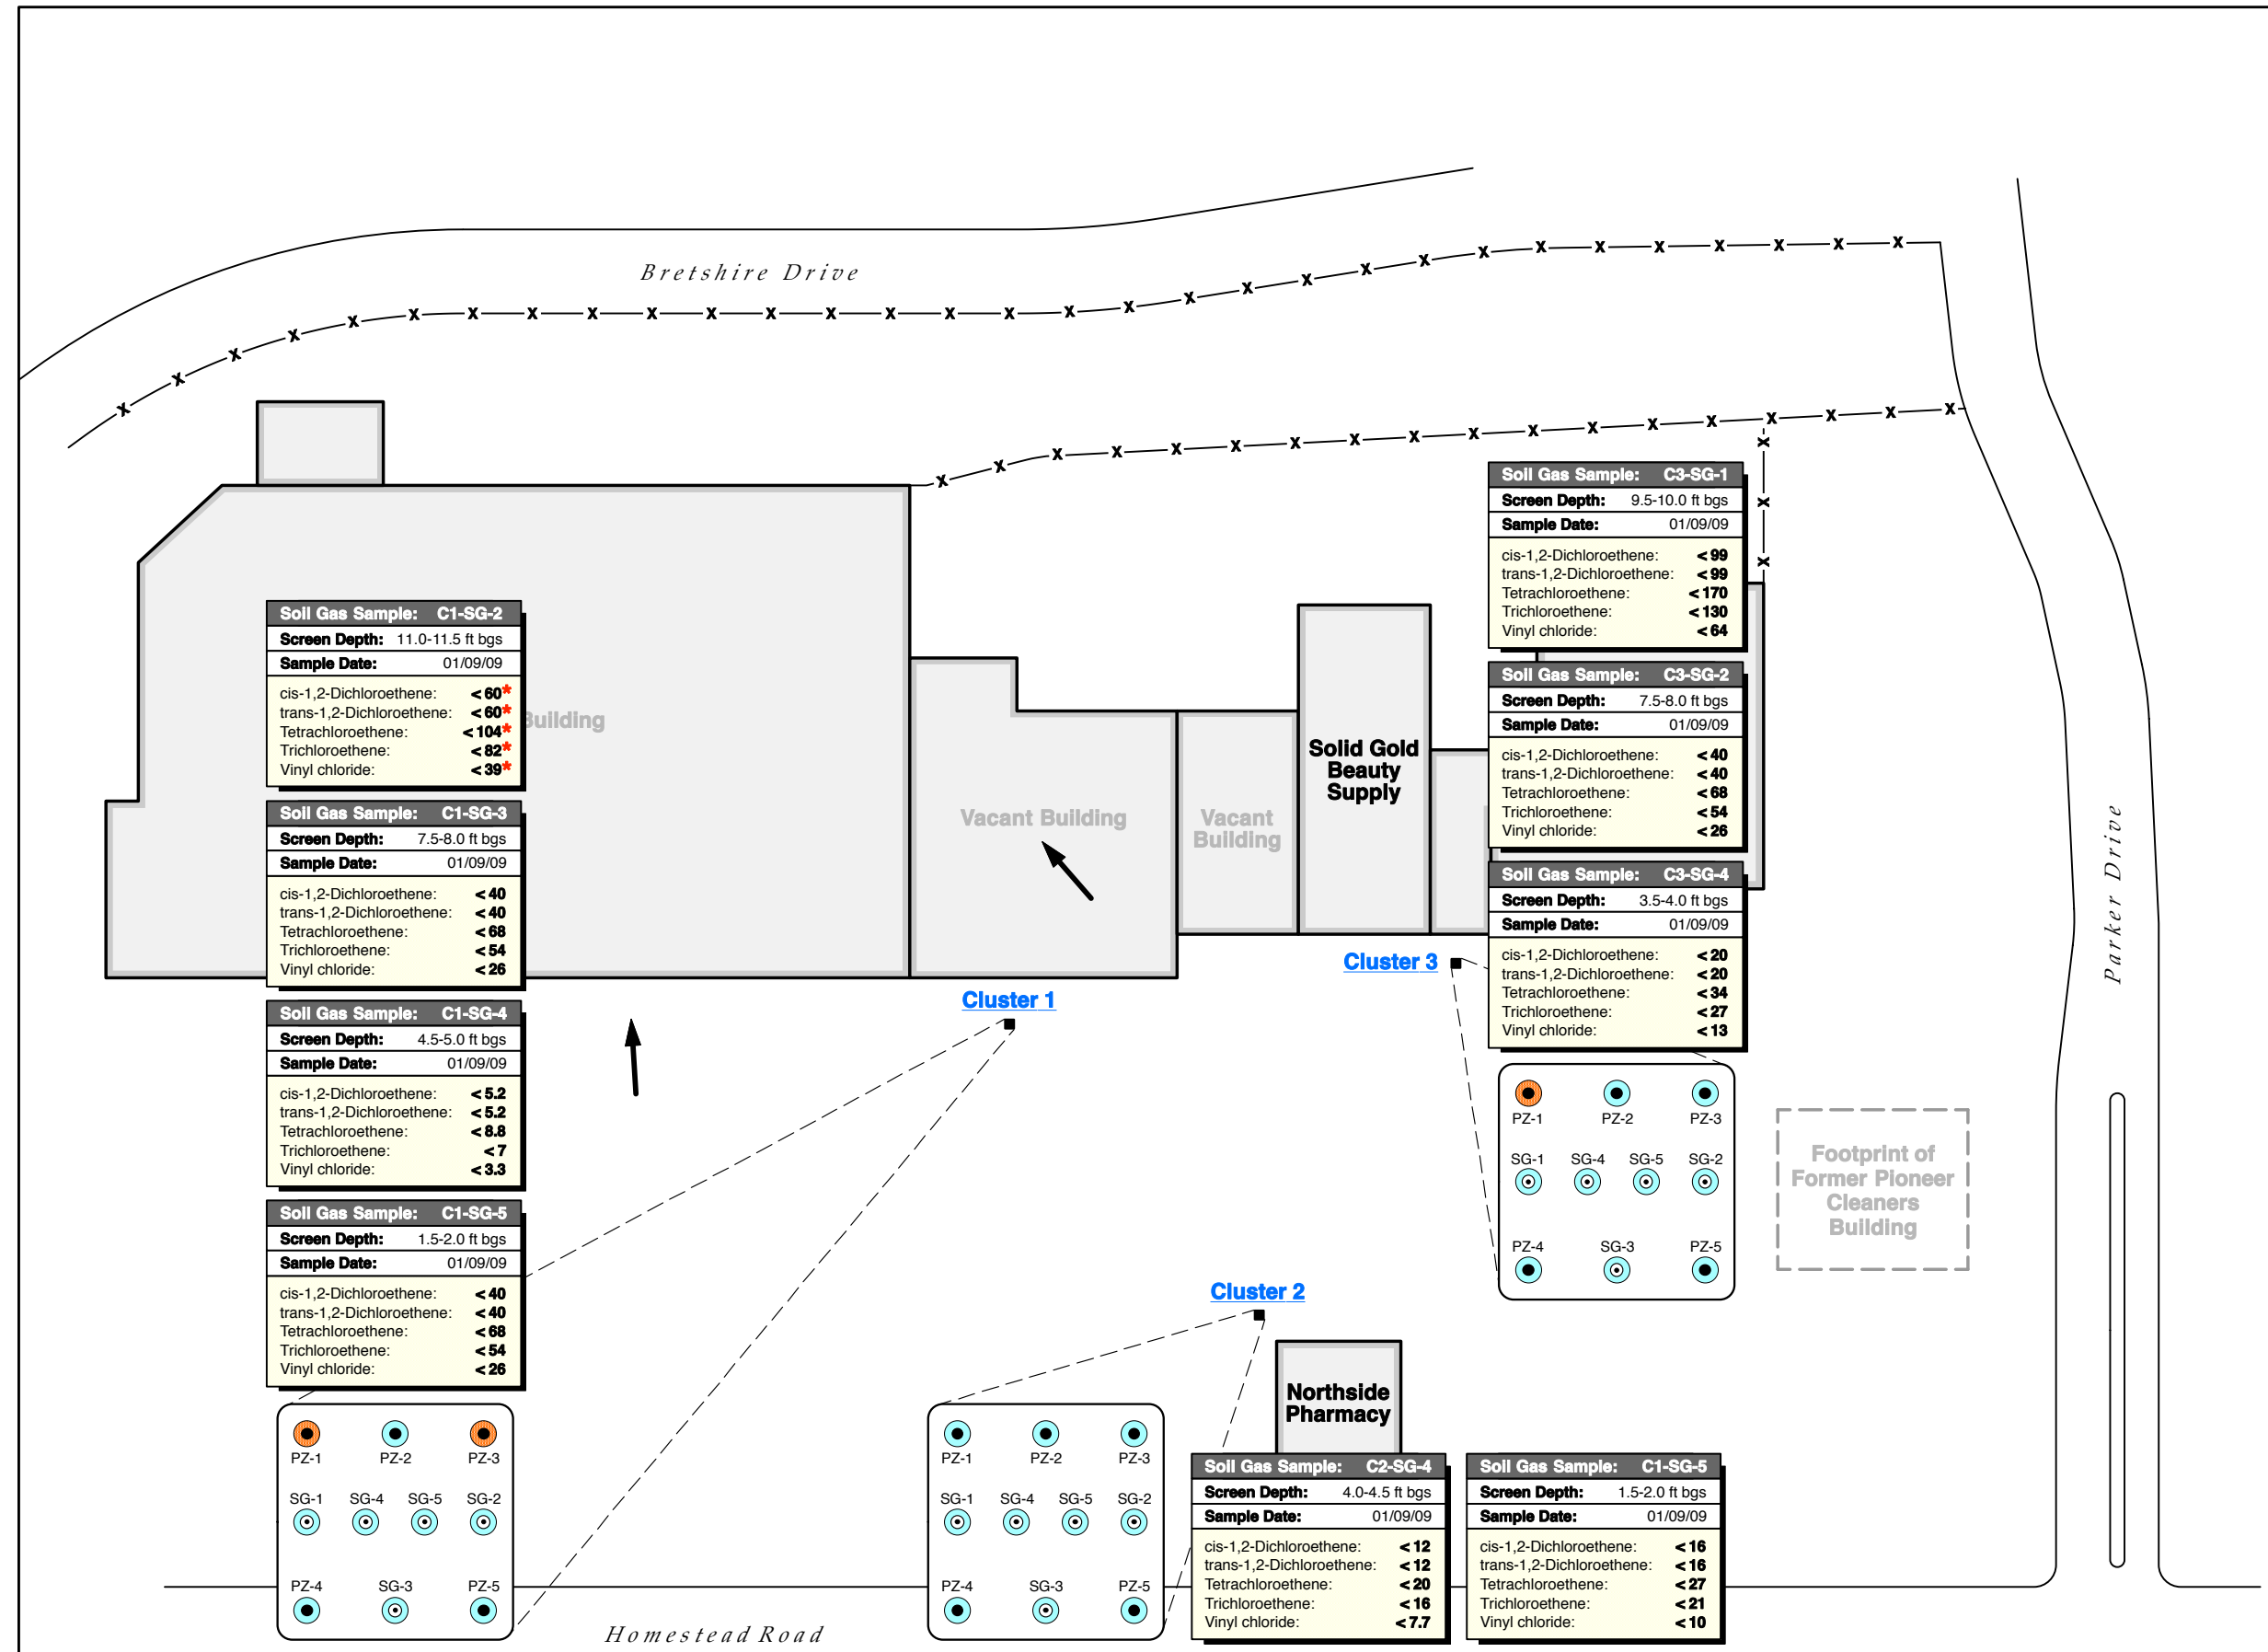 Bretshire Drive
Soil Gas Sample: C3-SG-1
Screen Depth: 9.5-10.0 ft bgs
Sample Date: 01/09/09
cis-1,2-Dichloroethene: < 99
trans-1,2-Dichloroethene: < 99
Tetrachloroethene: < 170
Trichloroethene: < 130
Vinyl chloride: < 64
Soil Gas Sample: C1-SG-2
Screen Depth: 11.0-11.5 ft bgs
Sample Date: 01/09/09
cis-1,2-Dichloroethene: < 60*
trans-1,2-Dichloroethene: < 60*
Tetrachloroethene: < 104*
Trichloroethene: < 82*
Vinyl chloride: < 39*
Building
Soil Gas Sample: C3-SG-2
Screen Depth: 7.5-8.0 ft bgs
Sample Date: 01/09/09
cis-1,2-Dichloroethene: < 40
trans-1,2-Dichloroethene: < 40
Tetrachloroethene: < 68
Trichloroethene: < 54
Vinyl chloride: < 26
Solid Gold
Beauty
Supply
Vacant Building
Vacant
Building
Soil Gas Sample: C1-SG-3
Screen Depth: 7.5-8.0 ft bgs
Sample Date: 01/09/09
cis-1,2-Dichloroethene: < 40
trans-1,2-Dichloroethene: < 40
Tetrachloroethene: < 68
Trichloroethene: < 54
Vinyl chloride: < 26
Soil Gas Sample: C3-SG-4
Screen Depth: 3.5-4.0 ft bgs
Sample Date: 01/09/09
cis-1,2-Dichloroethene: < 20
trans-1,2-Dichloroethene: < 20
Tetrachloroethene: < 34
Trichloroethene: < 27
Vinyl chloride: < 13
Parker Drive
Cluster 3
Cluster 1
Soil Gas Sample: C1-SG-4
Screen Depth: 4.5-5.0 ft bgs
Sample Date: 01/09/09
cis-1,2-Dichloroethene: < 5.2
trans-1,2-Dichloroethene: < 5.2
Tetrachloroethene: < 8.8
Trichloroethene: < 7
Vinyl chloride: < 3.3
PZ-1 PZ-2 PZ-3
SG-1 SG-4 SG-5 SG-2
PZ-4 SG-3 PZ-5
Footprint of
Former Pioneer
Cleaners
Building
Soil Gas Sample: C1-SG-5
Screen Depth: 1.5-2.0 ft bgs
Sample Date: 01/09/09
cis-1,2-Dichloroethene: < 40
trans-1,2-Dichloroethene: < 40
Tetrachloroethene: < 68
Trichloroethene: < 54
Vinyl chloride: < 26
Cluster 2
Northside
Pharmacy
PZ-1 PZ-2 PZ-3
SG-1 SG-4 SG-5 SG-2
PZ-4 SG-3 PZ-5
PZ-1 PZ-2 PZ-3
SG-1 SG-4 SG-5 SG-2
PZ-4 SG-3 PZ-5
Soil Gas Sample: C2-SG-4
Screen Depth: 4.0-4.5 ft bgs
Sample Date: 01/09/09
cis-1,2-Dichloroethene: < 12
trans-1,2-Dichloroethene: < 12
Tetrachloroethene: < 20
Trichloroethene: < 16
Vinyl chloride: < 7.7
Soil Gas Sample: C1-SG-5
Screen Depth: 1.5-2.0 ft bgs
Sample Date: 01/09/09
cis-1,2-Dichloroethene: < 16
trans-1,2-Dichloroethene: < 16
Tetrachloroethene: < 27
Trichloroethene: < 21
Vinyl chloride: < 10
Homestead Road